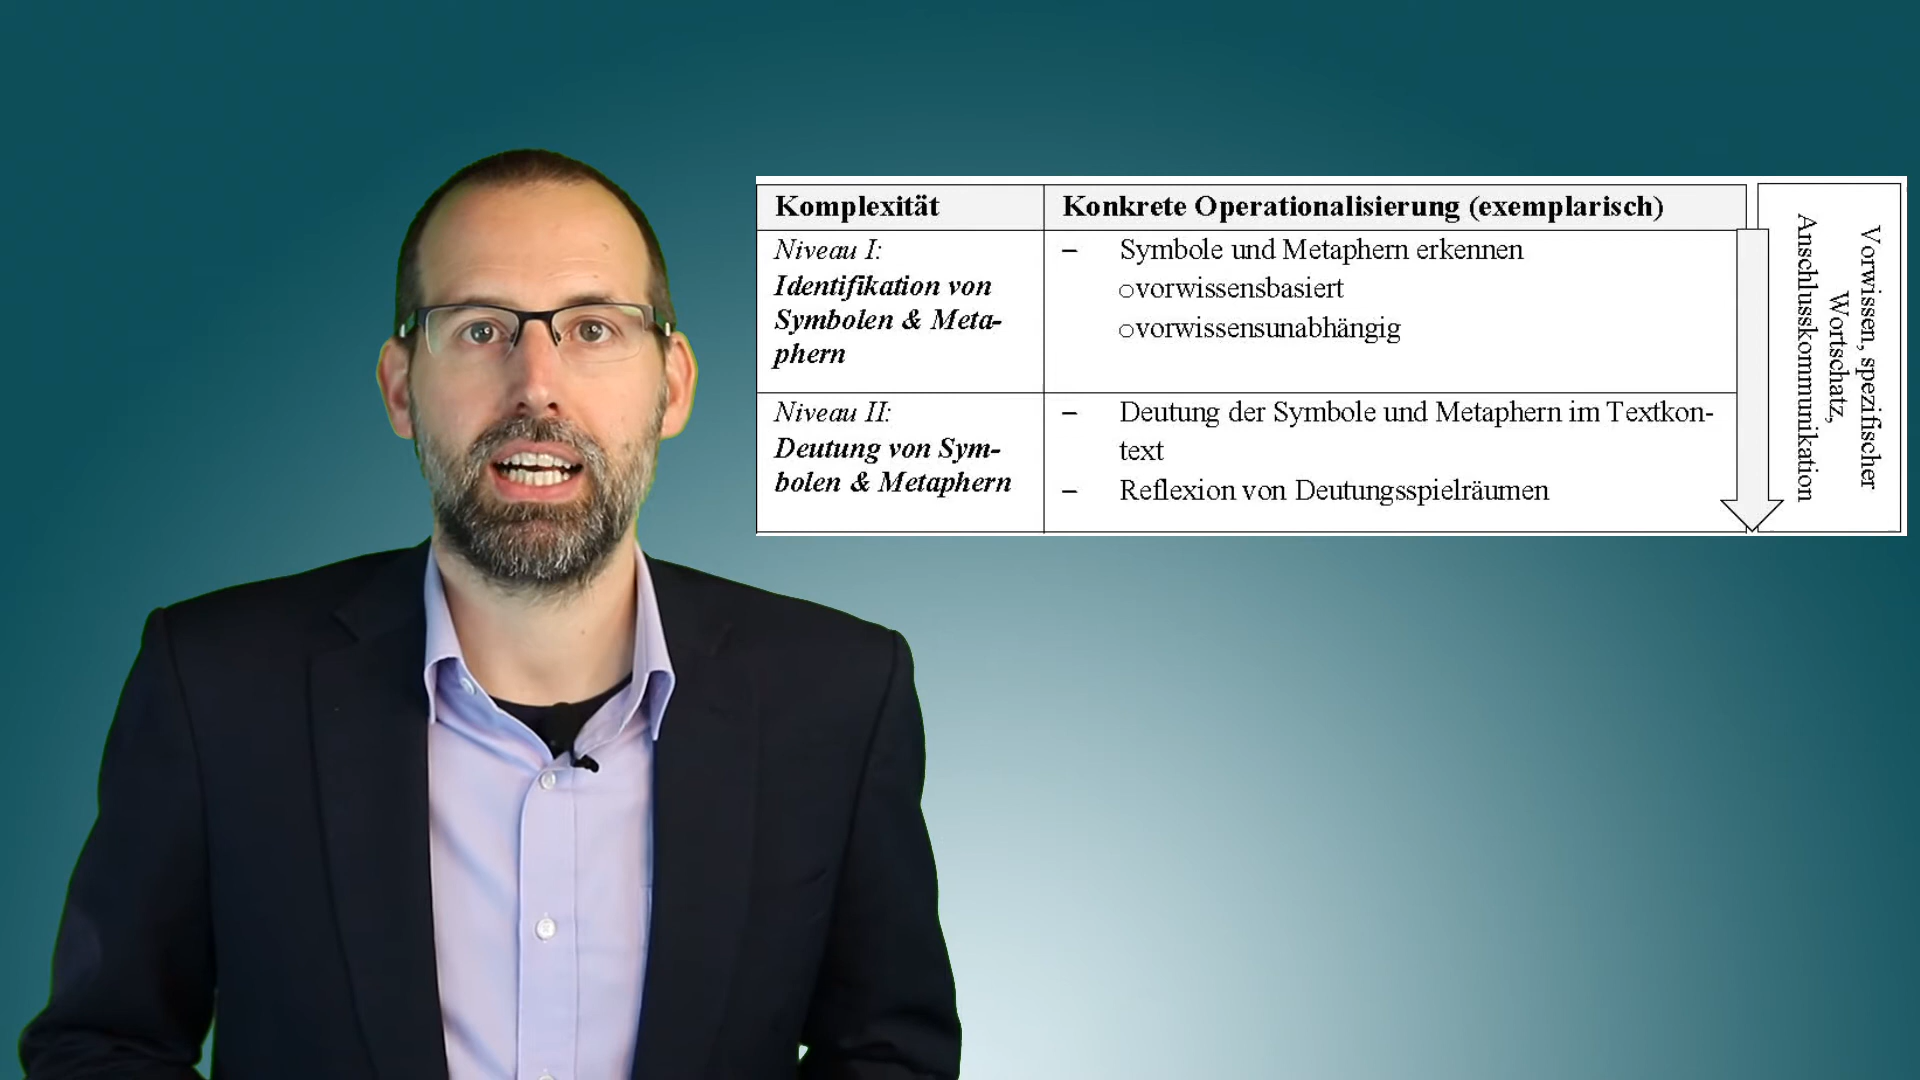 Komplexität
Konkrete Operationalisierung (exemplarisch)
Niveau I:
Identifikation von
Symbolen & Meta-
phern
– Symbole und Metaphern erkennen
○vorwissensbasiert
○vorwissensunabhängig
Niveau II:
Deutung von Sym-
bolen & Metaphern
– Deutung der Symbole und Metaphern im Textkon-
text
– Reflexion von Deutungsspielräumen
Vorwissen, spezifischer
Wortschatz,
Anschlusskommunikation